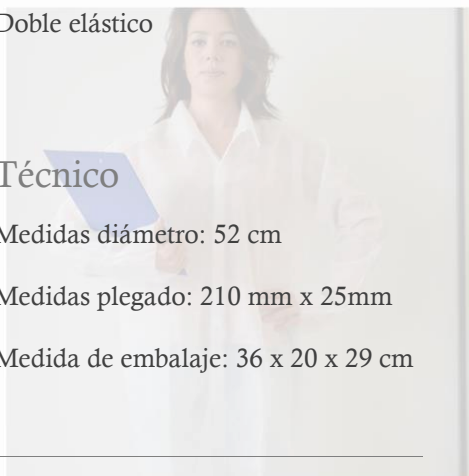 Doble elástico
Técnico
Medidas diámetro: 52 cm
Medidas plegado: 210 mm x 25mm
Medida de embalaje: 36 x 20 x 29 cm